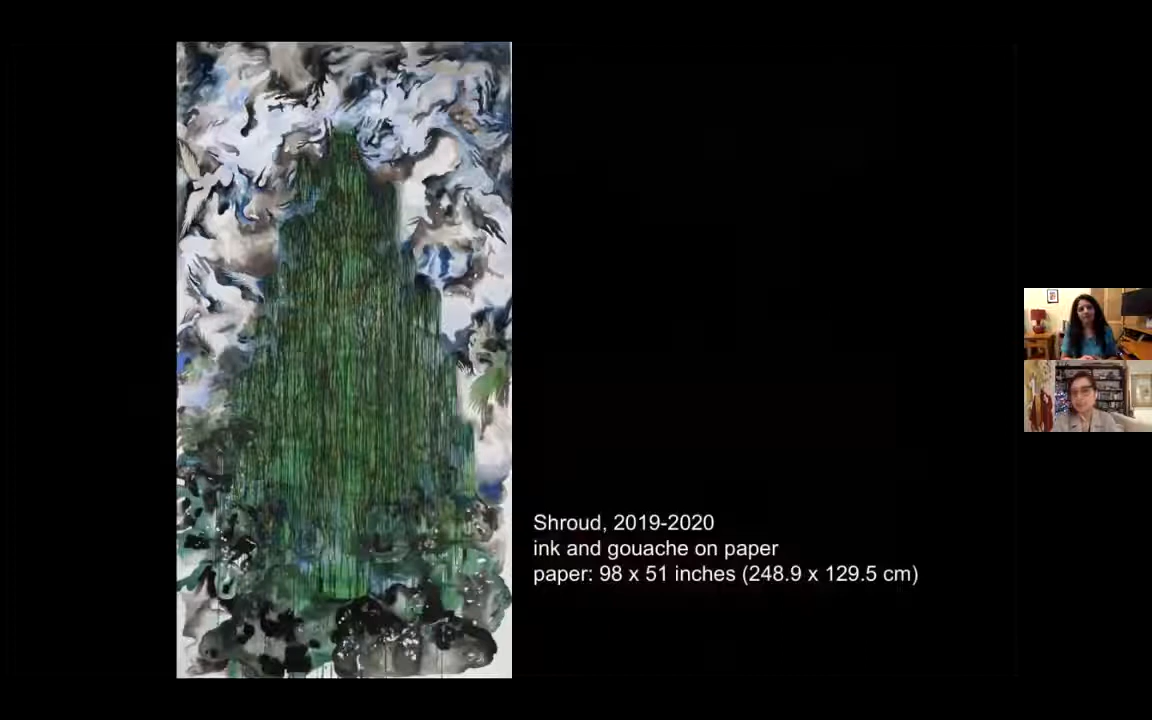 Shroud, 2019-2020
ink and gouache on paper
paper: 98 x 51 inches (248.9 x 129.5 cm)